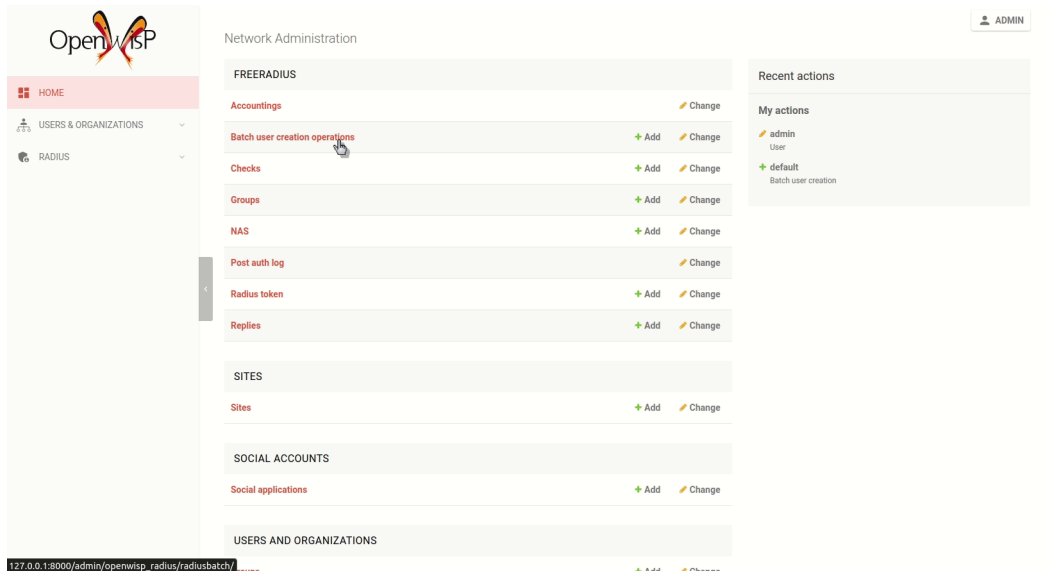 OpenWISP
ADMIN
HOME
USERS & ORGANIZATIONS
RADIUS
Network Administration
FREERADIUS
Accountings Change
Batch user creation operations Add Change
Checks Add Change
Groups Add Change
NAS Add Change
Post auth log Change
Radius token Add Change
Replies Add Change
SITES
Sites Add Change
SOCIAL ACCOUNTS
Social applications Add Change
USERS AND ORGANIZATIONS
Add Change
Recent actions
My actions
admin
User
default
Batch user creation
127.0.0.1:8000/admin/openwisp_radius/radiusbatch/